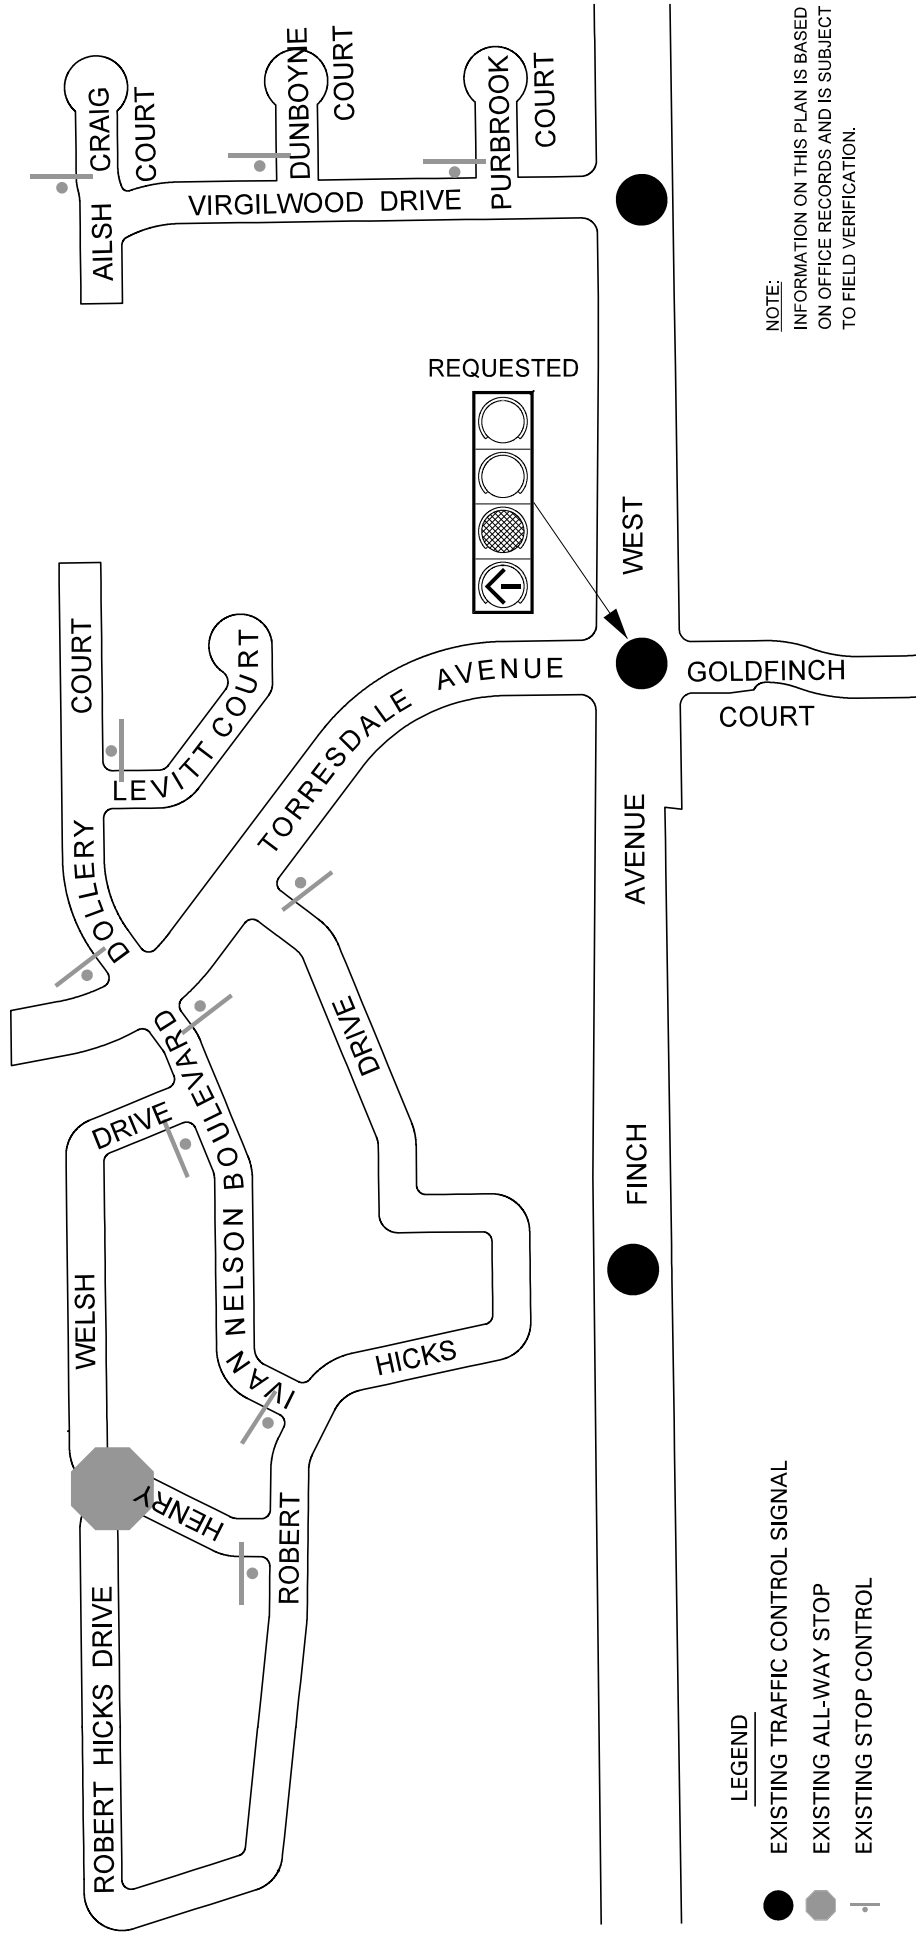 AILSH CRAIG
COURT
DUNBOYNE
COURT
PURBROOK
COURT
VIRGILWOOD DRIVE
REQUESTED
NOTE:
INFORMATION ON THIS PLAN IS BASED
ON OFFICE RECORDS AND IS SUBJECT
TO FIELD VERIFICATION.
DOLLERY COURT
LEVITT COURT
TORRESDALE AVENUE
GOLDFINCH
COURT
FINCH AVENUE WEST
IVAN NELSON BOULEVARD
WELSH DRIVE
HENRY
ROBERT HICKS DRIVE
ROBERT HICKS DRIVE
LEGEND
EXISTING TRAFFIC CONTROL SIGNAL
EXISTING ALL-WAY STOP
EXISTING STOP CONTROL